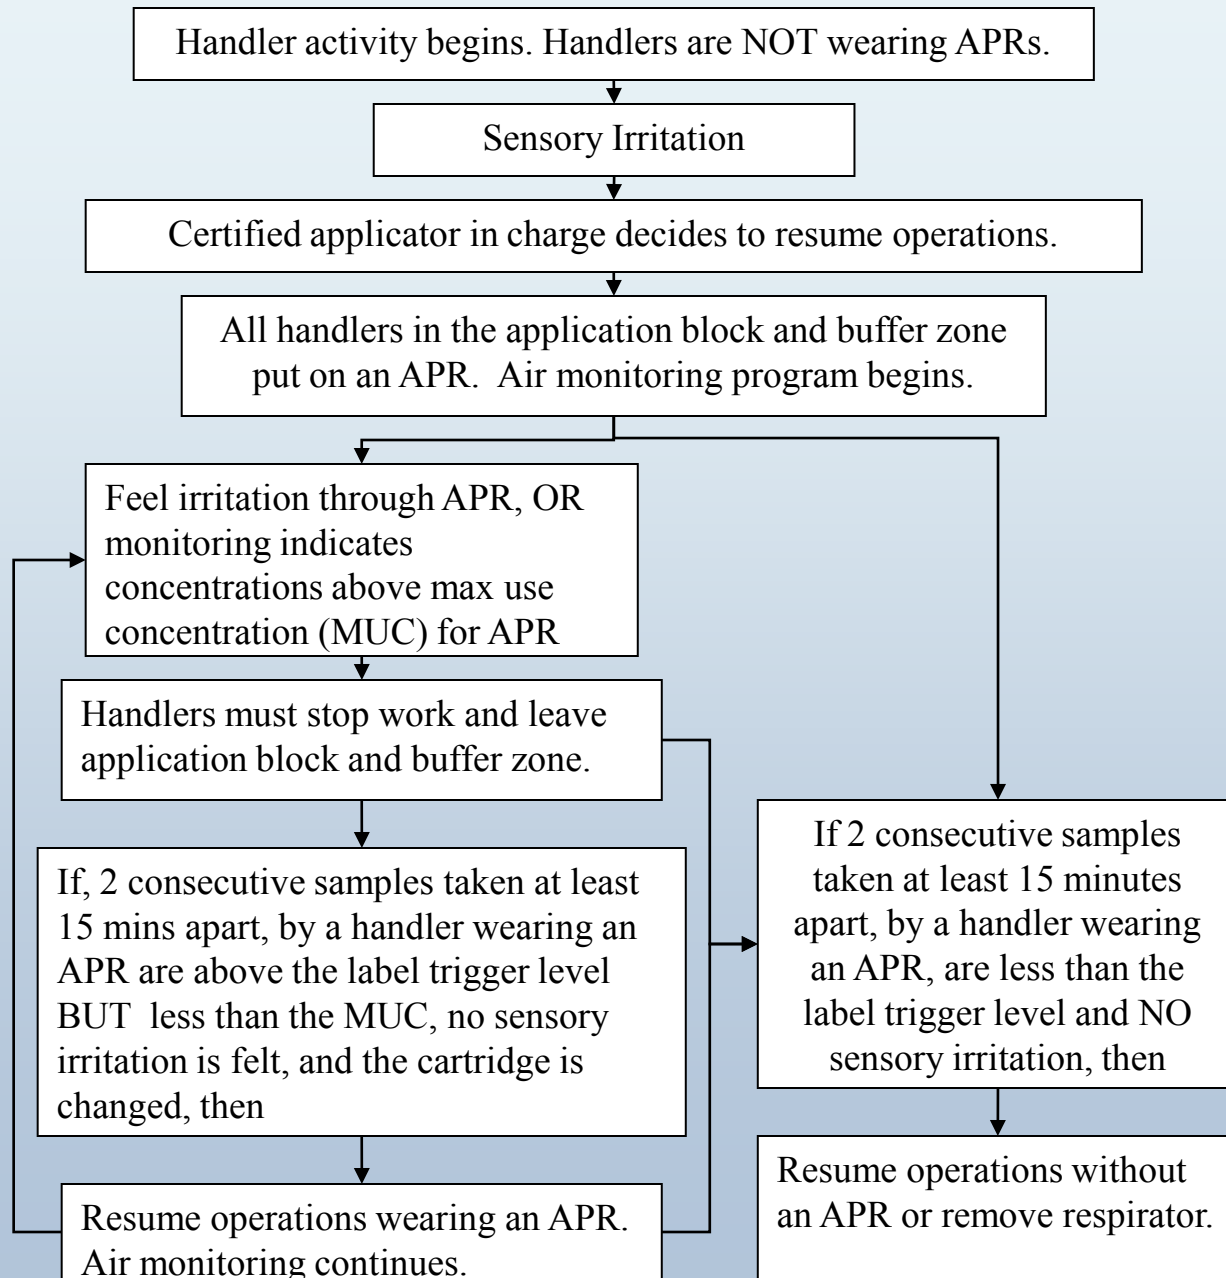 Handler activity begins. Handlers are NOT wearing APRs.
Sensory Irritation
Certified applicator in charge decides to resume operations.
All handlers in the application block and buffer zone
put on an APR.  Air monitoring program begins.
Feel irritation through APR, OR
monitoring indicates
concentrations above max use
concentration (MUC) for APR
Handlers must stop work and leave
application block and buffer zone.
If, 2 consecutive samples taken at least
15 mins apart, by a handler wearing an
APR are above the label trigger level
BUT  less than the MUC, no sensory
irritation is felt, and the cartridge is
changed, then
Resume operations wearing an APR.
Air monitoring continues.
If 2 consecutive samples
taken at least 15 minutes
apart, by a handler wearing
an APR, are less than the
label trigger level and NO
sensory irritation, then
Resume operations without
an APR or remove respirator.